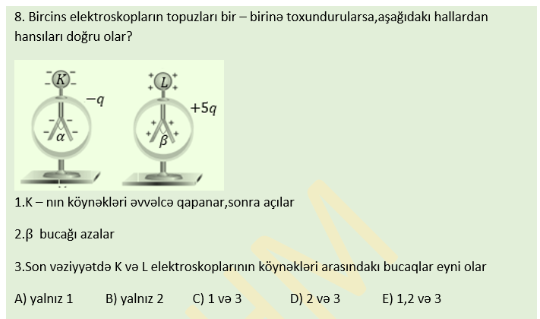 8. Bircins elektroskopların topuzları bir – birinə toxundurularsa,aşağıdakı hallardan
hansıları doğru olar?
K
−q
α
L
+5q
β
1.K – nın köynəkləri əvvəlcə qapanar,sonra açılar
2.β bucağı azalar
3.Son vəziyyətdə K və L elektroskoplarının köynəkləri arasındakı bucaqlar eyni olar
A) yalnız 1 B) yalnız 2 C) 1 və 3 D) 2 və 3 E) 1,2 və 3